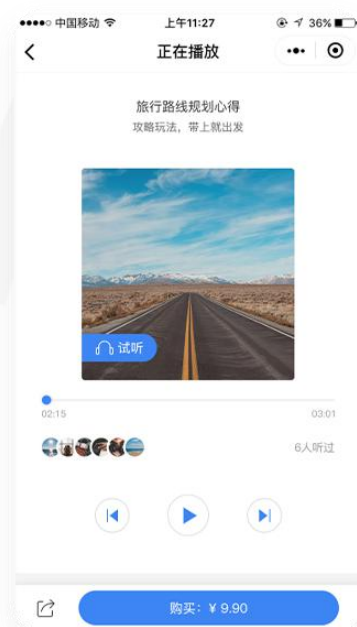 中国移动 上午11:27 36%
正在播放
旅行路线规划心得
攻略玩法，带上就出发
试听
02:15 03:01
6人听过
购买：¥ 9.90